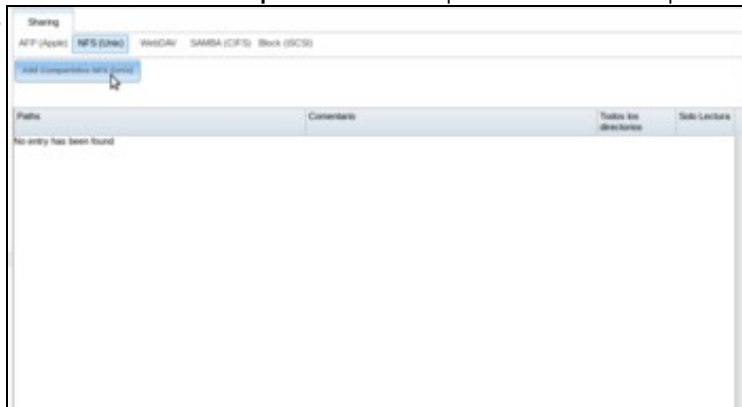 Sharing
AFP (Apple) NFS (Unix) WebDAV SAMBA (CIFS) Block (iSCSI)
Add Compartidos NFS (Unix)
Paths Comentario Todos los directorios Solo Lectura
No entry has been found